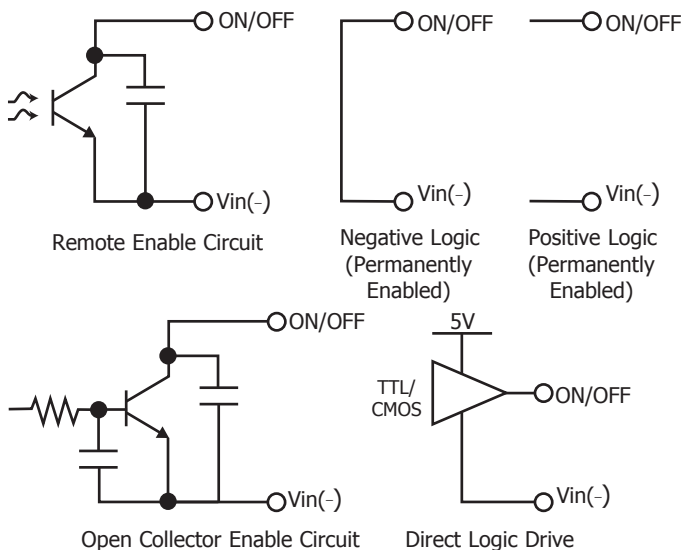 ON/OFF
Vin(–)
Remote Enable Circuit
ON/OFF
Vin(–)
Negative Logic
(Permanently
Enabled)
ON/OFF
Vin(–)
Positive Logic
(Permanently
Enabled)
ON/OFF
Vin(–)
Open Collector Enable Circuit
5V
TTL/
CMOS
ON/OFF
Vin(–)
Direct Logic Drive